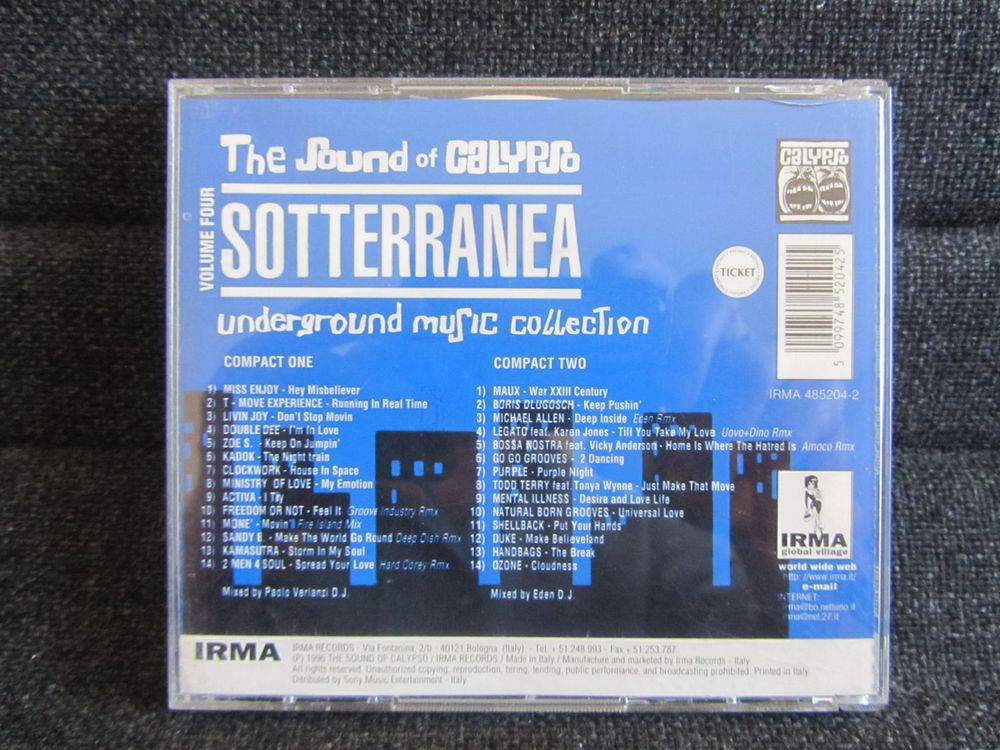 The Sound of CALYPSO
VOLUME FOUR
SOTTERRANEA
underground music collection
CALYPSO
TICKET
5 099748 520425
IRMA 485204-2
COMPACT ONE
1) MISS ENJOY - Hey Misbeliever
2) T - MOVE EXPERIENCE - Running In Real Time
3) LIVIN JOY - Don't Stop Movin
4) DOUBLE DEE - I'm In Love
5) ZOE S. - Keep On Jumpin'
6) KADOK - The Night train
7) CLOCKWORK - House In Space
8) MINISTRY OF LOVE - My Emotion
9) ACTIVA - I Try
10) FREEDOM OR NOT - Feel It Groove Industry Rmx
11) MONE' - Movin' Fire Island Mix
12) SANDY B. - Make The World Go Round Deep Dish Rmx
13) KAMASUTRA - Storm In My Soul
14) 2 MEN 4 SOUL - Spread Your Love Hard Corey Rmx
Mixed by Paolo Verlanzi D.J.
COMPACT TWO
1) MAUX - War XXIII Century
2) BORIS DLUGOSCH - Keep Pushin'
3) MICHAEL ALLEN - Deep Inside Eden Rmx
4) LEGATO feat. Karen Jones - Till You Take My Love Uovo+Dino Rmx
5) BOSSA NOSTRA feat. Vicky Anderson - Home Is Where The Hatred Is Amoco Rmx
6) GO GO GROOVES - 2 Dancing
7) PURPLE - Purple Night
8) TODD TERRY feat. Tonya Wynne - Just Make That Move
9) MENTAL ILLNESS - Desire and Love Life
10) NATURAL BORN GROOVES - Universal Love
11) SHELLBACK - Put Your Hands
12) DUKE - Make Believeland
13) HANDBAGS - The Break
14) OZONE - Cloudness
Mixed by Eden D.J.
IRMA
global village
world wide web
http://www.irma.it/
e-mail
INTERNET:
irma@bo.nettuno.it
irma@net.27.it
IRMA
IRMA RECORDS - Via Fontanina, 2/b - 40121 Bologna (Italy) - Tel. + 51.248.993 - Fax + 51.253.787
(P) 1996 THE SOUND OF CALYPSO / IRMA RECORDS / Made in Italy / Manufacture and marketed by Irma Records - Italy
All rights reserved. Unauthorized copying, reproduction, hiring, lending, public performance, and broadcasting prohibited. Printed in Italy.
Ditributed by Sony Music Entertainment - Italy